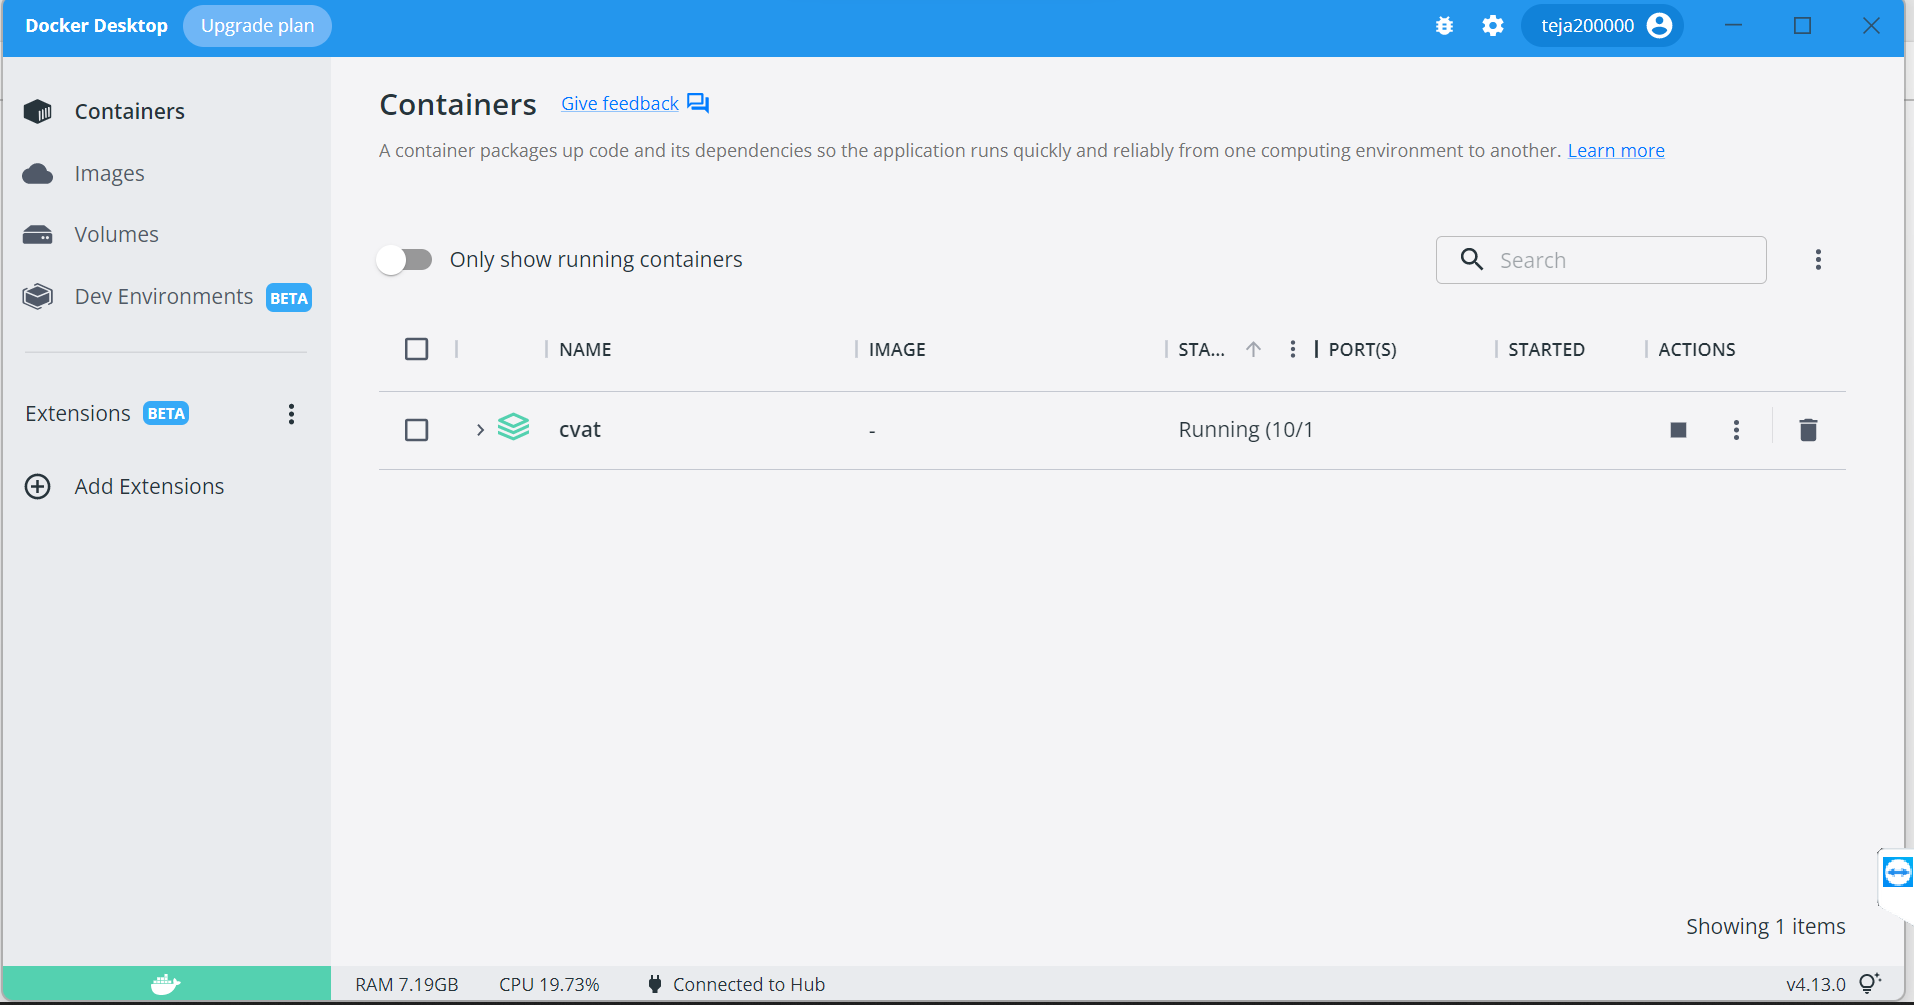 Docker Desktop Upgrade plan teja200000
Containers
Images
Volumes
Dev Environments BETA
Extensions BETA
Add Extensions
Containers Give feedback
A container packages up code and its dependencies so the application runs quickly and reliably from one computing environment to another. Learn more
Only show running containers Search
NAME IMAGE STA... PORT(S) STARTED ACTIONS
cvat - Running (10/1
Showing 1 items
RAM 7.19GB CPU 19.73% Connected to Hub v4.13.0